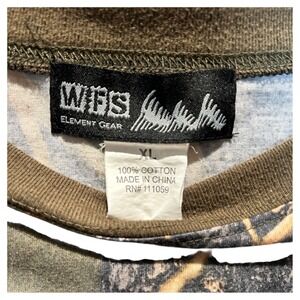 WFS
ELEMENT GEAR
XL
100% COTTON
MADE IN CHINA
RN# 111059